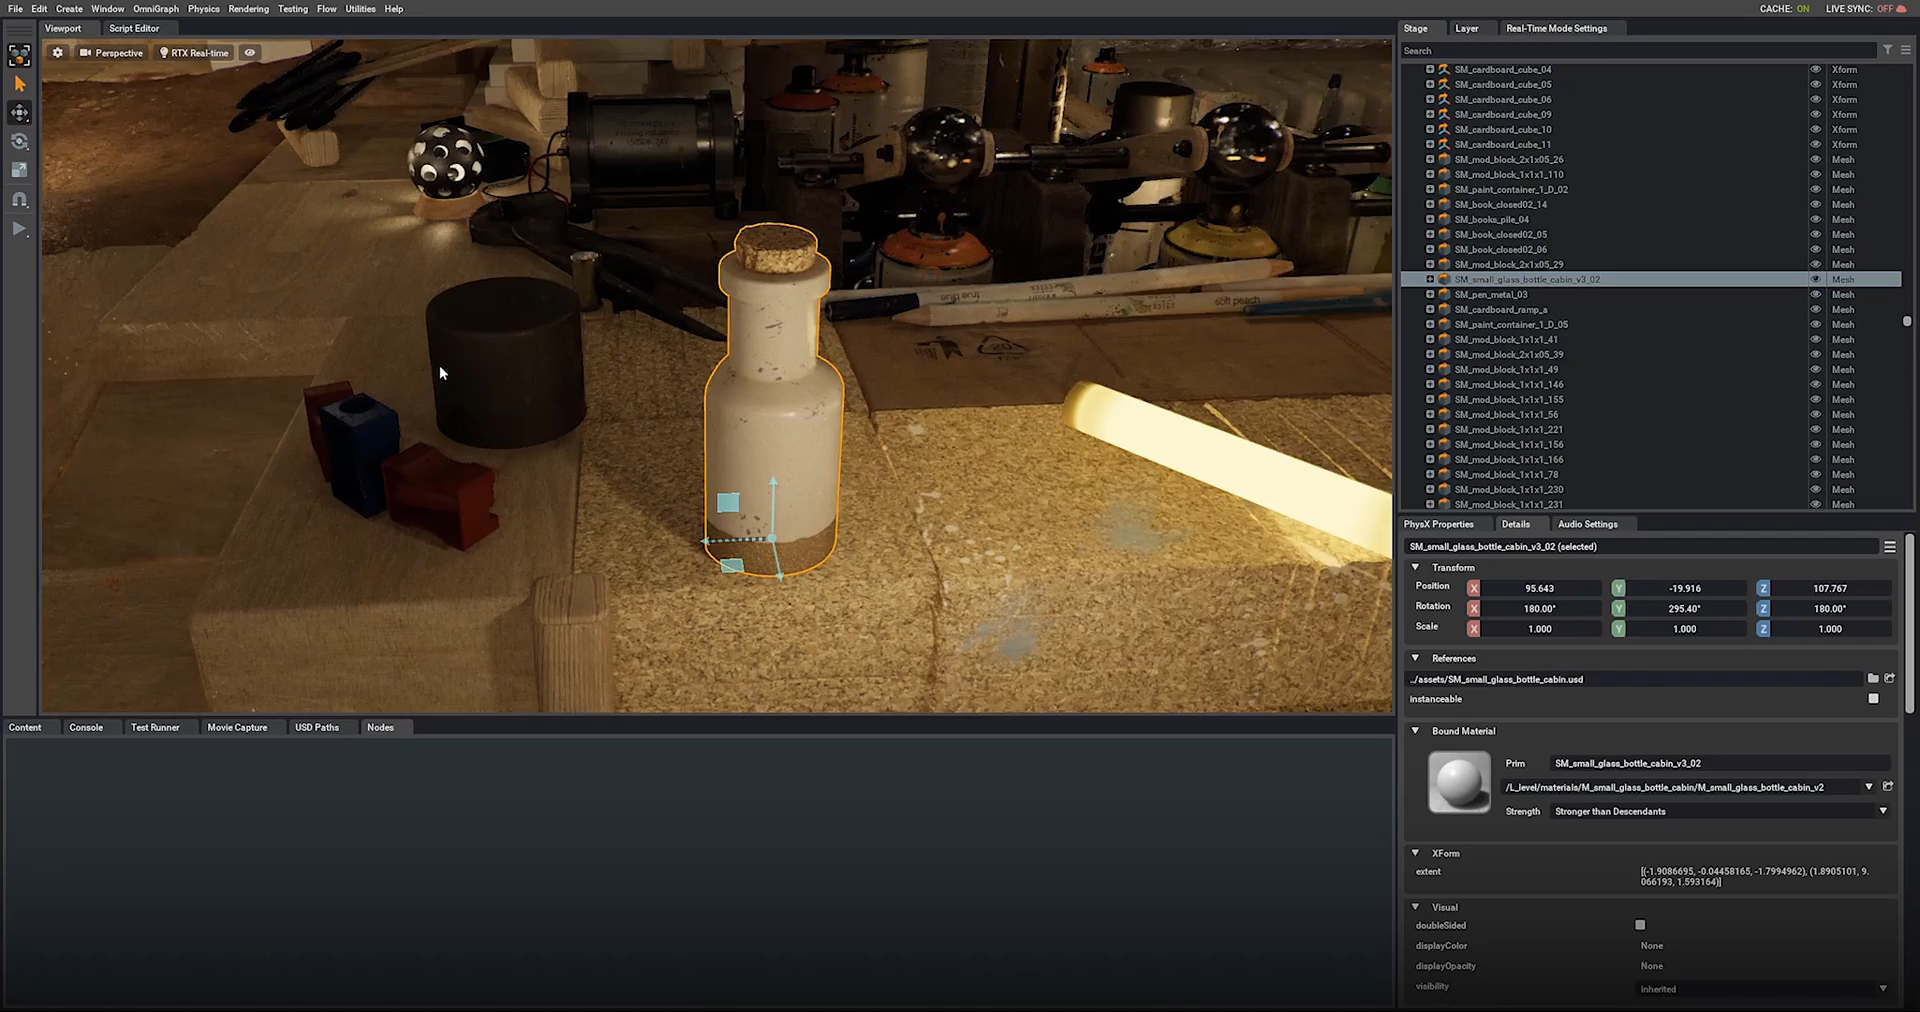 File Edit Create Window OmniGraph Physics Rendering Testing Flow Utilities Help
CACHE: ON LIVE SYNC: OFF
Viewport Script Editor
Perspective RTX Real-time
true blue
soft peach
Stage Layer Real-Time Mode Settings
Search
SM_cardboard_cube_04 Xform
SM_cardboard_cube_05 Xform
SM_cardboard_cube_06 Xform
SM_cardboard_cube_09 Xform
SM_cardboard_cube_10 Xform
SM_cardboard_cube_11 Xform
SM_mod_block_2x1x05_26 Mesh
SM_mod_block_1x1x1_110 Mesh
SM_paint_container_1_D_02 Mesh
SM_book_closed02_14 Mesh
SM_books_pile_04 Mesh
SM_book_closed02_05 Mesh
SM_book_closed02_06 Mesh
SM_mod_block_2x1x05_29 Mesh
SM_small_glass_bottle_cabin_v3_02 Mesh
SM_pen_metal_03 Mesh
SM_cardboard_ramp_a Mesh
SM_paint_container_1_D_05 Mesh
SM_mod_block_1x1x1_41 Mesh
SM_mod_block_2x1x05_39 Mesh
SM_mod_block_1x1x1_49 Mesh
SM_mod_block_1x1x1_146 Mesh
SM_mod_block_1x1x1_155 Mesh
SM_mod_block_1x1x1_56 Mesh
SM_mod_block_1x1x1_221 Mesh
SM_mod_block_1x1x1_156 Mesh
SM_mod_block_1x1x1_166 Mesh
SM_mod_block_1x1x1_78 Mesh
SM_mod_block_1x1x1_230 Mesh
SM_mod_block_1x1x1_231 Mesh
PhysX Properties Details Audio Settings
SM_small_glass_bottle_cabin_v3_02 (selected)
Transform
Position X 95.643 Y -19.916 Z 107.767
Rotation X 180.00° Y 295.40° Z 180.00°
Scale X 1.000 Y 1.000 Z 1.000
References
../assets/SM_small_glass_bottle_cabin.usd
instanceable
Bound Material
Prim SM_small_glass_bottle_cabin_v3_02
/L_level/materials/M_small_glass_bottle_cabin/M_small_glass_bottle_cabin_v2
Strength Stronger than Descendants
XForm
extent [(-1.9086695, -0.04458165, -1.7994962), (1.8905101, 9.
066193, 1.593164)]
Visual
doubleSided
displayColor None
displayOpacity None
visibility inherited
Content Console Test Runner Movie Capture USD Paths Nodes